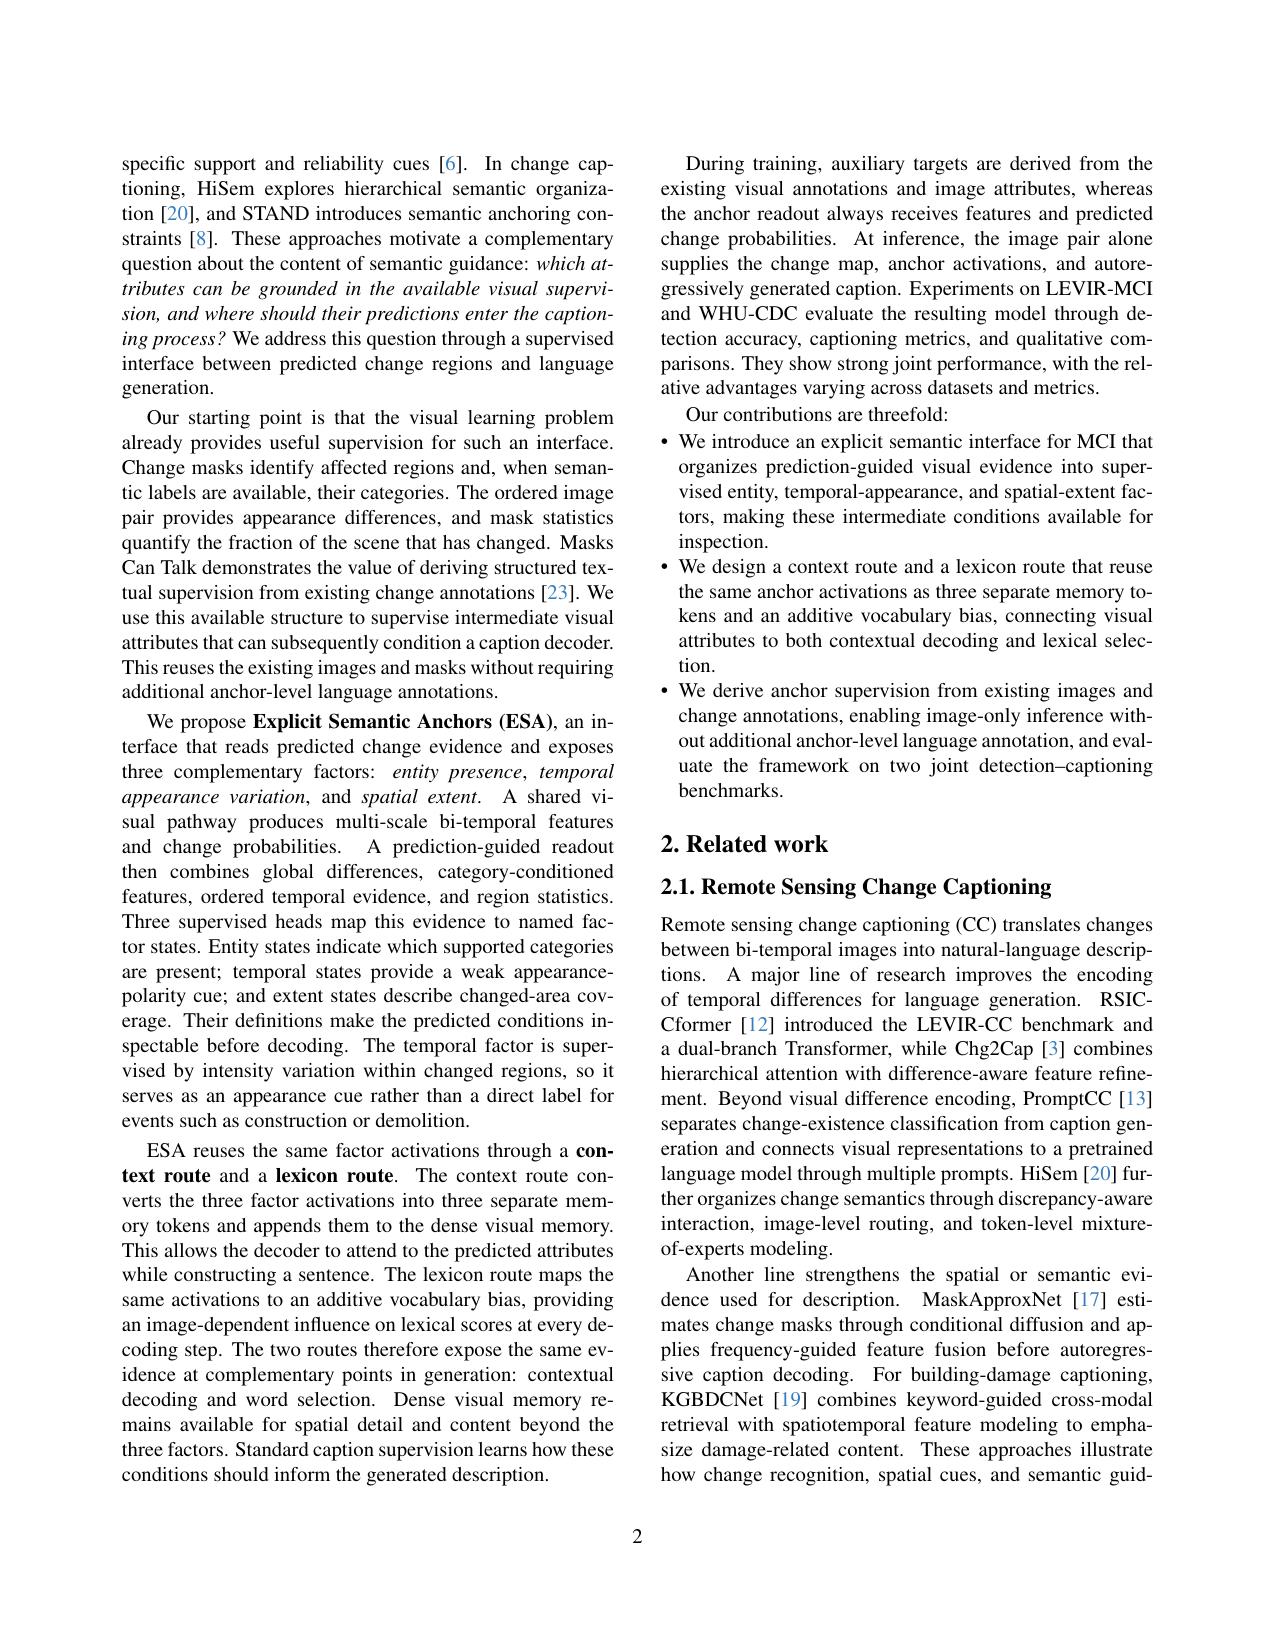 specific support and reliability cues [6]. In change cap-
tioning, HiSem explores hierarchical semantic organiza-
tion [20], and STAND introduces semantic anchoring con-
straints [8]. These approaches motivate a complementary
question about the content of semantic guidance: which at-
tributes can be grounded in the available visual supervi-
sion, and where should their predictions enter the caption-
ing process? We address this question through a supervised
interface between predicted change regions and language
generation.
Our starting point is that the visual learning problem
already provides useful supervision for such an interface.
Change masks identify affected regions and, when seman-
tic labels are available, their categories. The ordered image
pair provides appearance differences, and mask statistics
quantify the fraction of the scene that has changed. Masks
Can Talk demonstrates the value of deriving structured tex-
tual supervision from existing change annotations [23]. We
use this available structure to supervise intermediate visual
attributes that can subsequently condition a caption decoder.
This reuses the existing images and masks without requiring
additional anchor-level language annotations.
We propose Explicit Semantic Anchors (ESA), an in-
terface that reads predicted change evidence and exposes
three complementary factors: entity presence, temporal
appearance variation, and spatial extent. A shared vi-
sual pathway produces multi-scale bi-temporal features
and change probabilities. A prediction-guided readout
then combines global differences, category-conditioned
features, ordered temporal evidence, and region statistics.
Three supervised heads map this evidence to named fac-
tor states. Entity states indicate which supported categories
are present; temporal states provide a weak appearance-
polarity cue; and extent states describe changed-area cov-
erage. Their definitions make the predicted conditions in-
spectable before decoding. The temporal factor is super-
vised by intensity variation within changed regions, so it
serves as an appearance cue rather than a direct label for
events such as construction or demolition.
ESA reuses the same factor activations through a con-
text route and a lexicon route. The context route con-
verts the three factor activations into three separate mem-
ory tokens and appends them to the dense visual memory.
This allows the decoder to attend to the predicted attributes
while constructing a sentence. The lexicon route maps the
same activations to an additive vocabulary bias, providing
an image-dependent influence on lexical scores at every de-
coding step. The two routes therefore expose the same ev-
idence at complementary points in generation: contextual
decoding and word selection. Dense visual memory re-
mains available for spatial detail and content beyond the
three factors. Standard caption supervision learns how these
conditions should inform the generated description.
During training, auxiliary targets are derived from the
existing visual annotations and image attributes, whereas
the anchor readout always receives features and predicted
change probabilities. At inference, the image pair alone
supplies the change map, anchor activations, and autore-
gressively generated caption. Experiments on LEVIR-MCI
and WHU-CDC evaluate the resulting model through de-
tection accuracy, captioning metrics, and qualitative com-
parisons. They show strong joint performance, with the rel-
ative advantages varying across datasets and metrics.
Our contributions are threefold:
• We introduce an explicit semantic interface for MCI that
organizes prediction-guided visual evidence into super-
vised entity, temporal-appearance, and spatial-extent fac-
tors, making these intermediate conditions available for
inspection.
• We design a context route and a lexicon route that reuse
the same anchor activations as three separate memory to-
kens and an additive vocabulary bias, connecting visual
attributes to both contextual decoding and lexical selec-
tion.
• We derive anchor supervision from existing images and
change annotations, enabling image-only inference with-
out additional anchor-level language annotation, and eval-
uate the framework on two joint detection–captioning
benchmarks.
2. Related work
2.1. Remote Sensing Change Captioning
Remote sensing change captioning (CC) translates changes
between bi-temporal images into natural-language descrip-
tions. A major line of research improves the encoding
of temporal differences for language generation. RSIC-
Cformer [12] introduced the LEVIR-CC benchmark and
a dual-branch Transformer, while Chg2Cap [3] combines
hierarchical attention with difference-aware feature refine-
ment. Beyond visual difference encoding, PromptCC [13]
separates change-existence classification from caption gen-
eration and connects visual representations to a pretrained
language model through multiple prompts. HiSem [20] fur-
ther organizes change semantics through discrepancy-aware
interaction, image-level routing, and token-level mixture-
of-experts modeling.
Another line strengthens the spatial or semantic evi-
dence used for description. MaskApproxNet [17] esti-
mates change masks through conditional diffusion and ap-
plies frequency-guided feature fusion before autoregres-
sive caption decoding. For building-damage captioning,
KGBDCNet [19] combines keyword-guided cross-modal
retrieval with spatiotemporal feature modeling to empha-
size damage-related content. These approaches illustrate
how change recognition, spatial cues, and semantic guid-
2